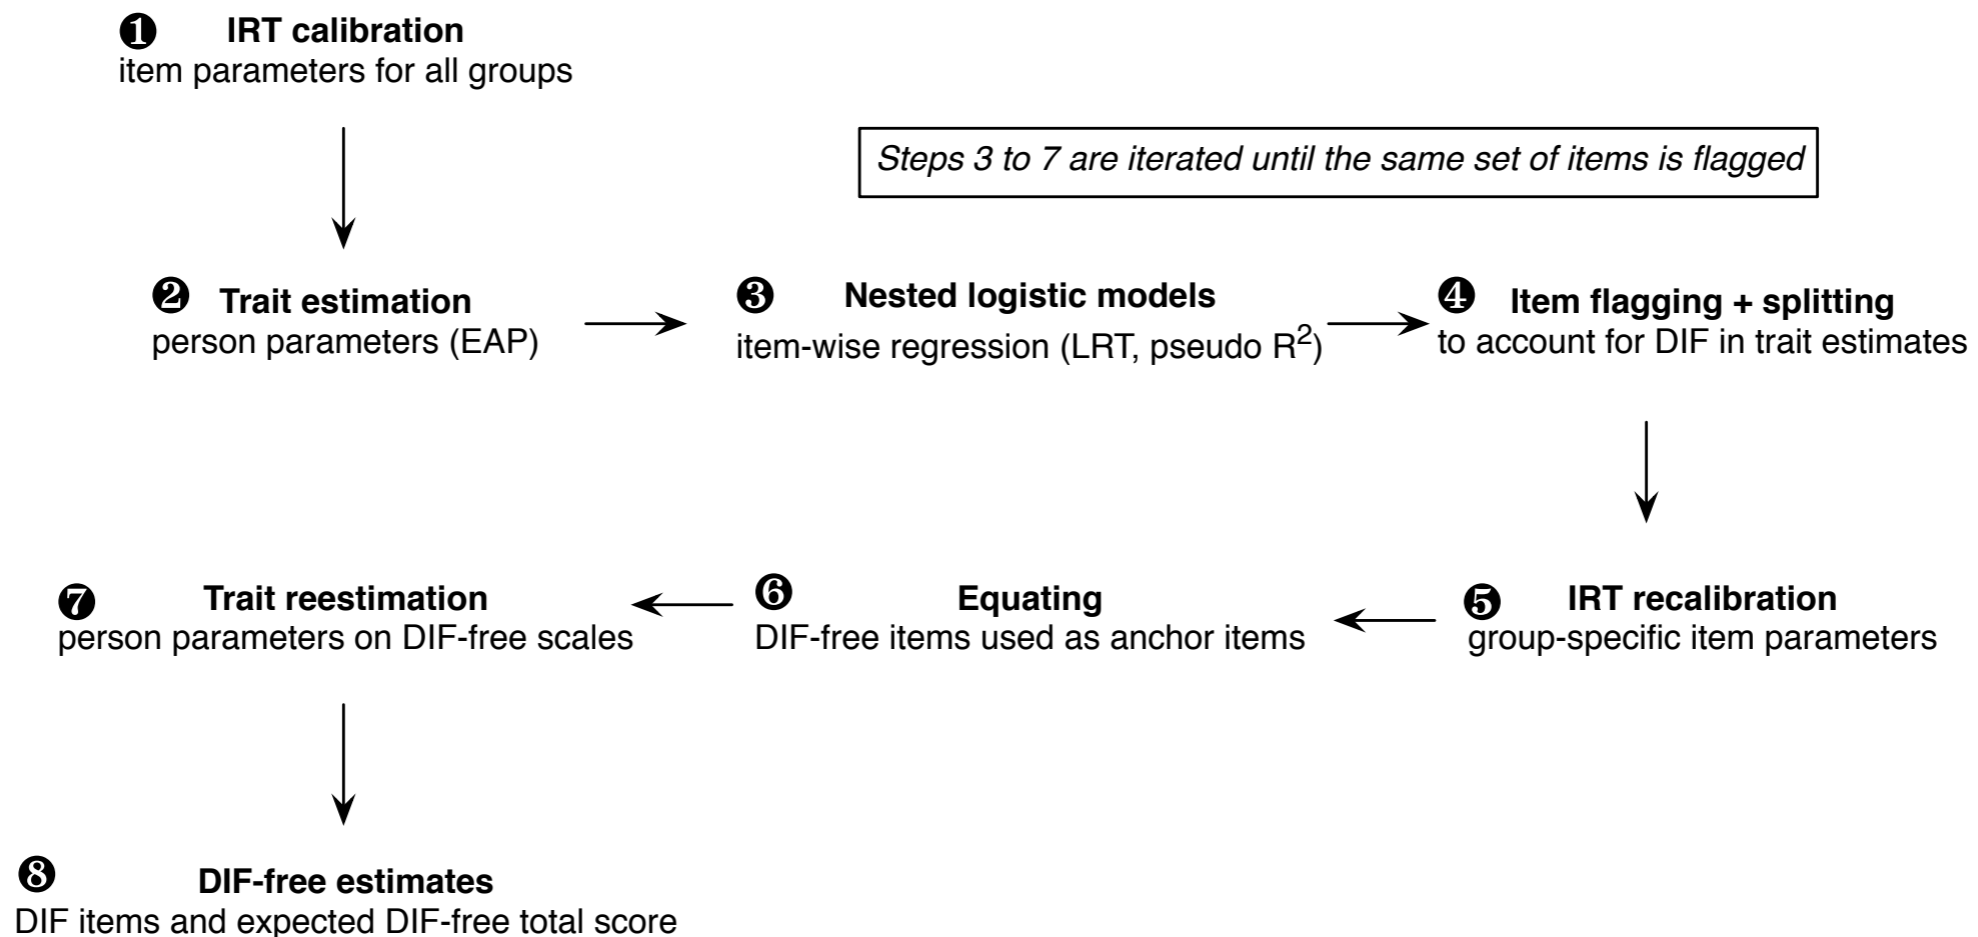 ❶ IRT calibration
item parameters for all groups
Steps 3 to 7 are iterated until the same set of items is flagged
❷ Trait estimation
person parameters (EAP)
❸ Nested logistic models
item-wise regression (LRT, pseudo R²)
❹ Item flagging + splitting
to account for DIF in trait estimates
❺ IRT recalibration
group-specific item parameters
❻ Equating
DIF-free items used as anchor items
❼ Trait reestimation
person parameters on DIF-free scales
❽ DIF-free estimates
DIF items and expected DIF-free total score